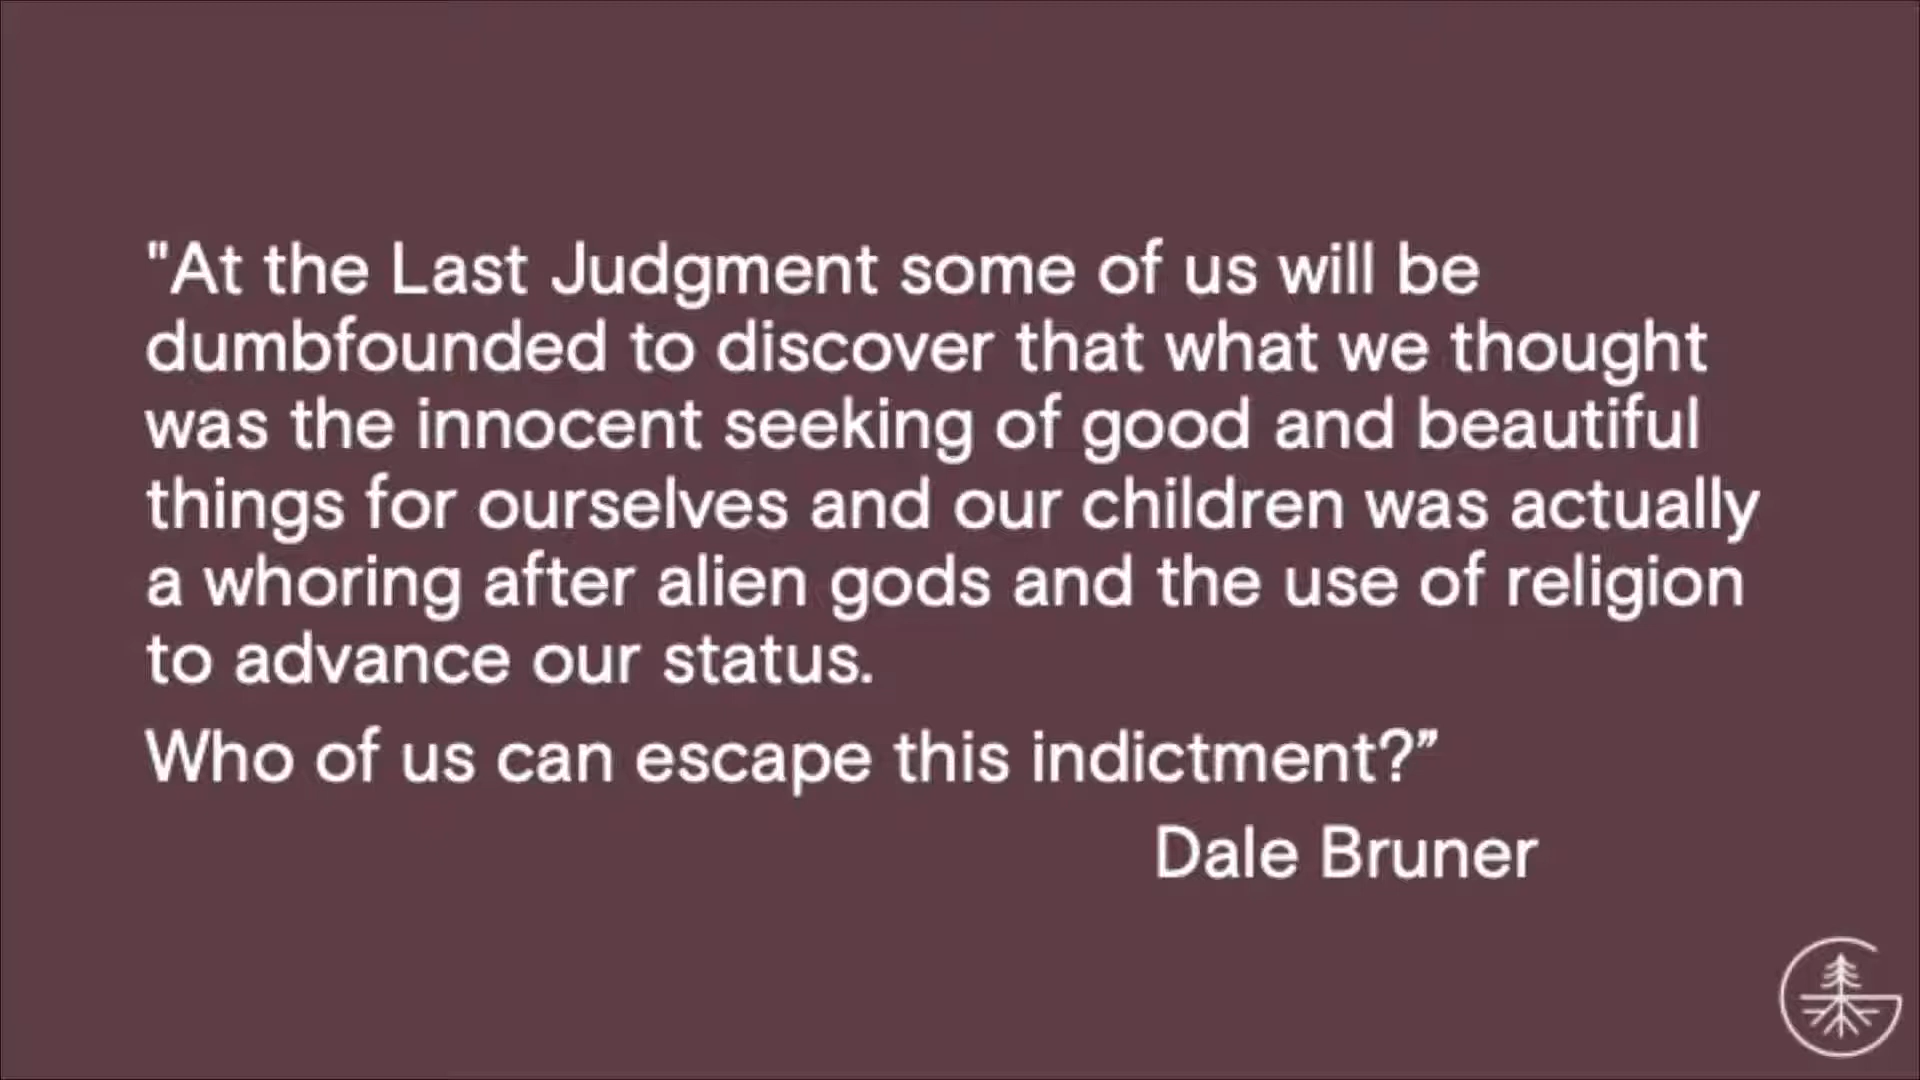 "At the Last Judgment some of us will be
dumbfounded to discover that what we thought
was the innocent seeking of good and beautiful
things for ourselves and our children was actually
a whoring after alien gods and the use of religion
to advance our status.
Who of us can escape this indictment?”
Dale Bruner